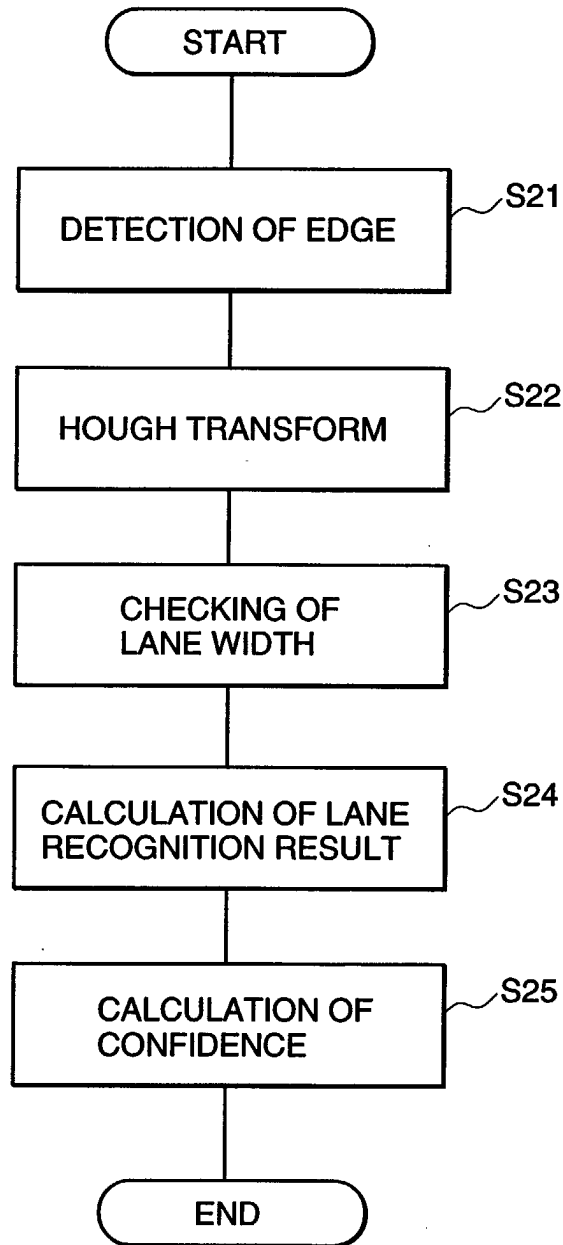 START
DETECTION OF EDGE
S21
HOUGH TRANSFORM
S22
CHECKING OF
LANE WIDTH
S23
CALCULATION OF LANE
RECOGNITION RESULT
S24
CALCULATION OF
CONFIDENCE
S25
END